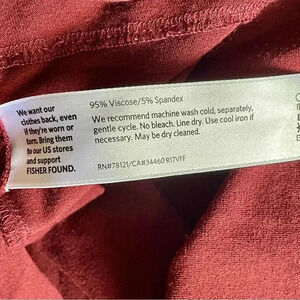 We want our
clothes back, even
if they're worn or
torn. Bring them
to our US stores
and support
FISHER FOUND.
95% Viscose/5% Spandex
We recommend machine wash cold, separately,
gentle cycle. No bleach. Line dry. Use cool iron if
necessary. May be dry cleaned.
RN#78121/CA#34460 R17VFF